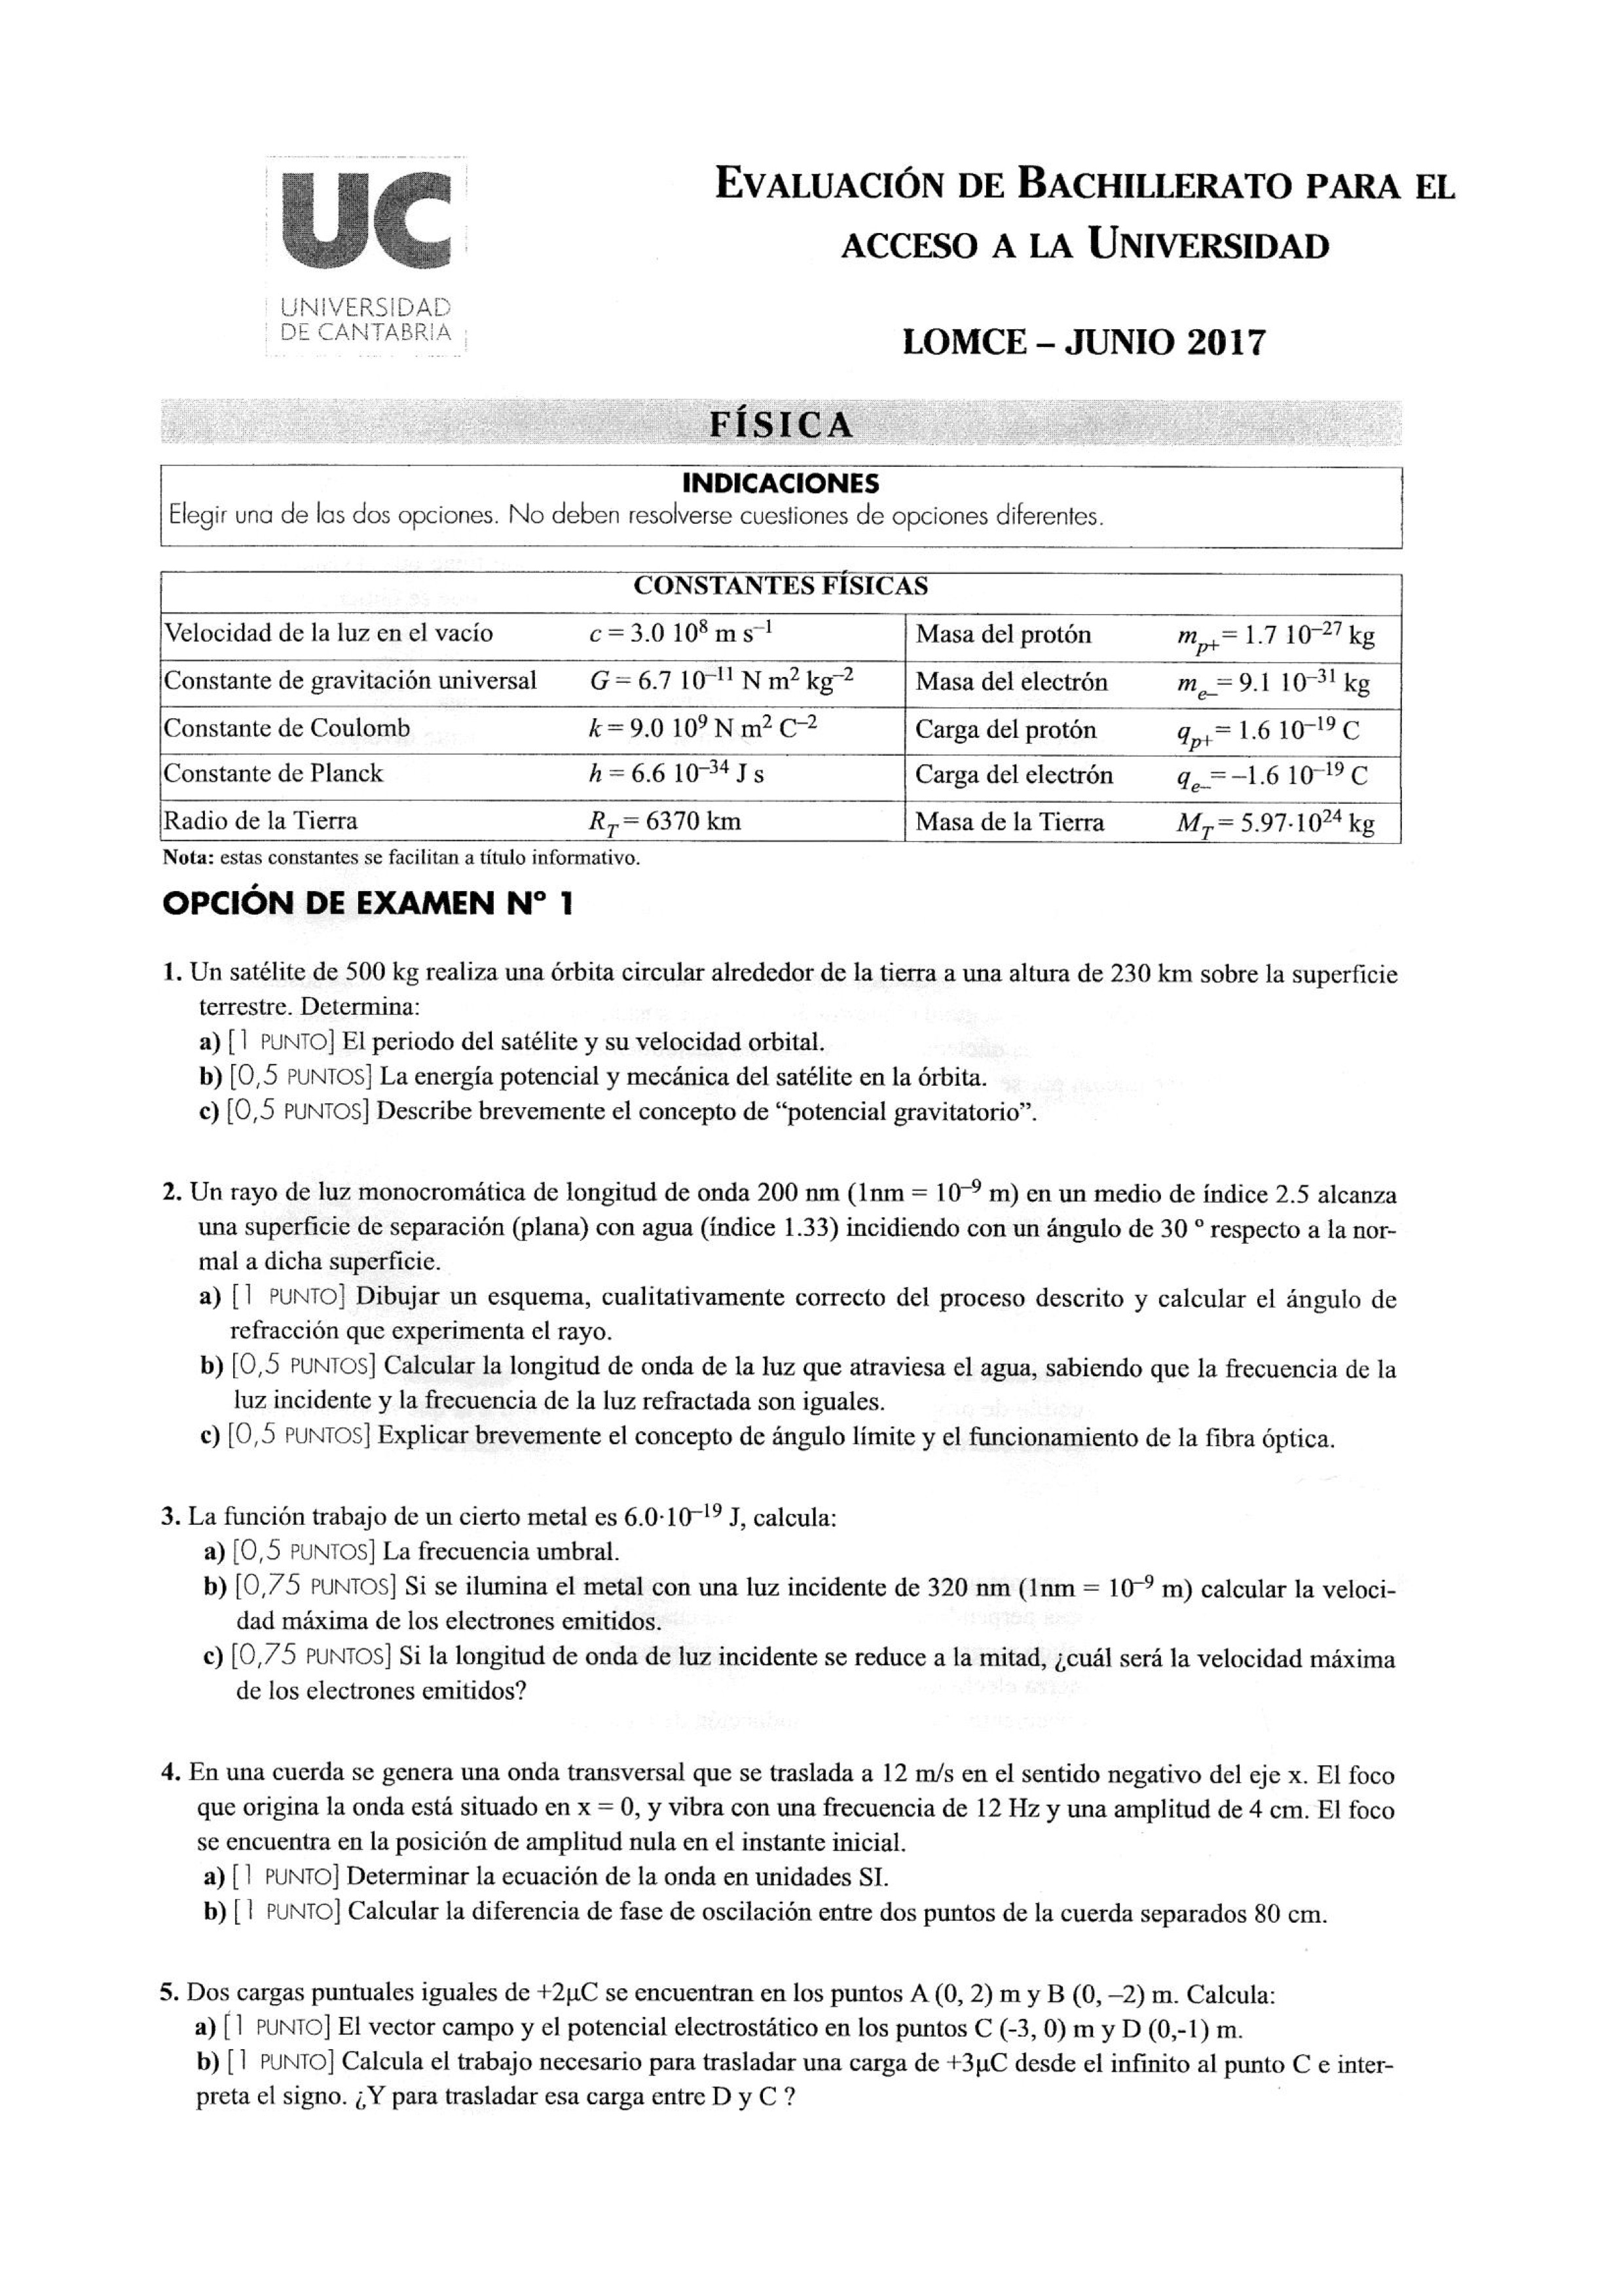 UC
UNIVERSIDAD
DE CANTABRIA
EVALUACIÓN DE BACHILLERATO PARA EL
ACCESO A LA UNIVERSIDAD
LOMCE – JUNIO 2017
FÍSICA
INDICACIONES
Elegir una de las dos opciones. No deben resolverse cuestiones de opciones diferentes.
CONSTANTES FÍSICAS
Velocidad de la luz en el vacío c = 3.0 10⁸ m s⁻¹ Masa del protón mₚ₊= 1.7 10⁻²⁷ kg
Constante de gravitación universal G = 6.7 10⁻¹¹ N m² kg⁻² Masa del electrón mₑ₋= 9.1 10⁻³¹ kg
Constante de Coulomb k = 9.0 10⁹ N m² C⁻² Carga del protón qₚ₊= 1.6 10⁻¹⁹ C
Constante de Planck h = 6.6 10⁻³⁴ J s Carga del electrón qₑ₋= –1.6 10⁻¹⁹ C
Radio de la Tierra R_T = 6370 km Masa de la Tierra M_T = 5.97·10²⁴ kg
Nota: estas constantes se facilitan a título informativo.
OPCIÓN DE EXAMEN Nº 1
1. Un satélite de 500 kg realiza una órbita circular alrededor de la tierra a una altura de 230 km sobre la superficie
terrestre. Determina:
a) [1 PUNTO] El periodo del satélite y su velocidad orbital.
b) [0,5 PUNTOS] La energía potencial y mecánica del satélite en la órbita.
c) [0,5 PUNTOS] Describe brevemente el concepto de “potencial gravitatorio”.
2. Un rayo de luz monocromática de longitud de onda 200 nm (1nm = 10⁻⁹ m) en un medio de índice 2.5 alcanza
una superficie de separación (plana) con agua (índice 1.33) incidiendo con un ángulo de 30 º respecto a la nor-
mal a dicha superficie.
a) [1 PUNTO] Dibujar un esquema, cualitativamente correcto del proceso descrito y calcular el ángulo de
refracción que experimenta el rayo.
b) [0,5 PUNTOS] Calcular la longitud de onda de la luz que atraviesa el agua, sabiendo que la frecuencia de la
luz incidente y la frecuencia de la luz refractada son iguales.
c) [0,5 PUNTOS] Explicar brevemente el concepto de ángulo límite y el funcionamiento de la fibra óptica.
3. La función trabajo de un cierto metal es 6.0·10⁻¹⁹ J, calcula:
a) [0,5 PUNTOS] La frecuencia umbral.
b) [0,75 PUNTOS] Si se ilumina el metal con una luz incidente de 320 nm (1nm = 10⁻⁹ m) calcular la veloci-
dad máxima de los electrones emitidos.
c) [0,75 PUNTOS] Si la longitud de onda de luz incidente se reduce a la mitad, ¿cuál será la velocidad máxima
de los electrones emitidos?
4. En una cuerda se genera una onda transversal que se traslada a 12 m/s en el sentido negativo del eje x. El foco
que origina la onda está situado en x = 0, y vibra con una frecuencia de 12 Hz y una amplitud de 4 cm. El foco
se encuentra en la posición de amplitud nula en el instante inicial.
a) [1 PUNTO] Determinar la ecuación de la onda en unidades SI.
b) [1 PUNTO] Calcular la diferencia de fase de oscilación entre dos puntos de la cuerda separados 80 cm.
5. Dos cargas puntuales iguales de +2µC se encuentran en los puntos A (0, 2) m y B (0, –2) m. Calcula:
a) [1 PUNTO] El vector campo y el potencial electrostático en los puntos C (-3, 0) m y D (0,-1) m.
b) [1 PUNTO] Calcula el trabajo necesario para trasladar una carga de +3µC desde el infinito al punto C e inter-
preta el signo. ¿Y para trasladar esa carga entre D y C ?